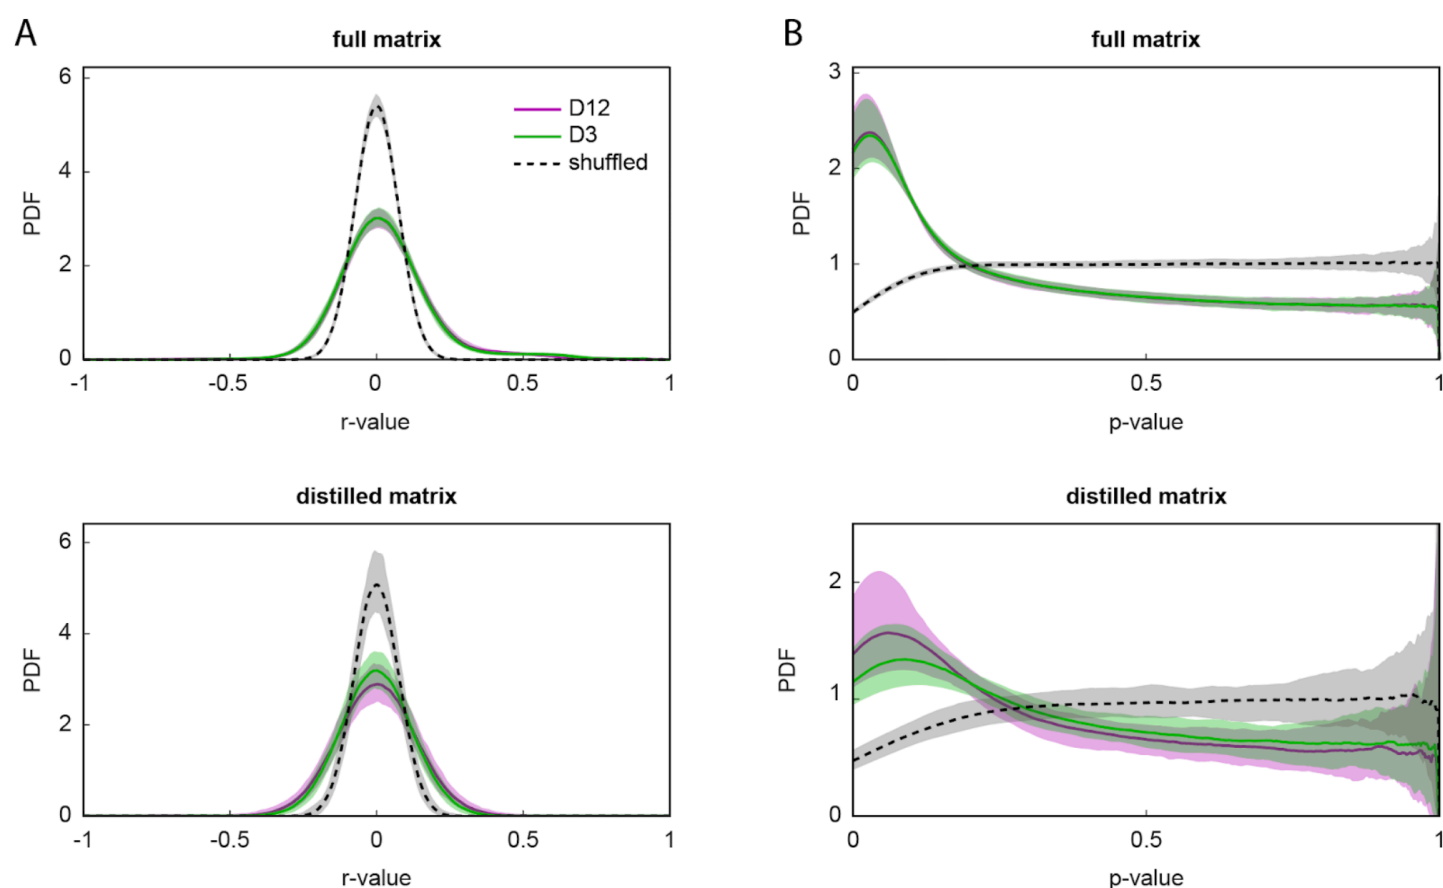 A
full matrix
6
4
2
0
PDF
D12
D3
shuffled
-1
-0.5
0
0.5
1
r-value
B
full matrix
3
2
1
0
PDF
0
0.5
1
p-value
distilled matrix
6
4
2
0
PDF
-1
-0.5
0
0.5
1
r-value
distilled matrix
2
1
0
PDF
0
0.5
1
p-value